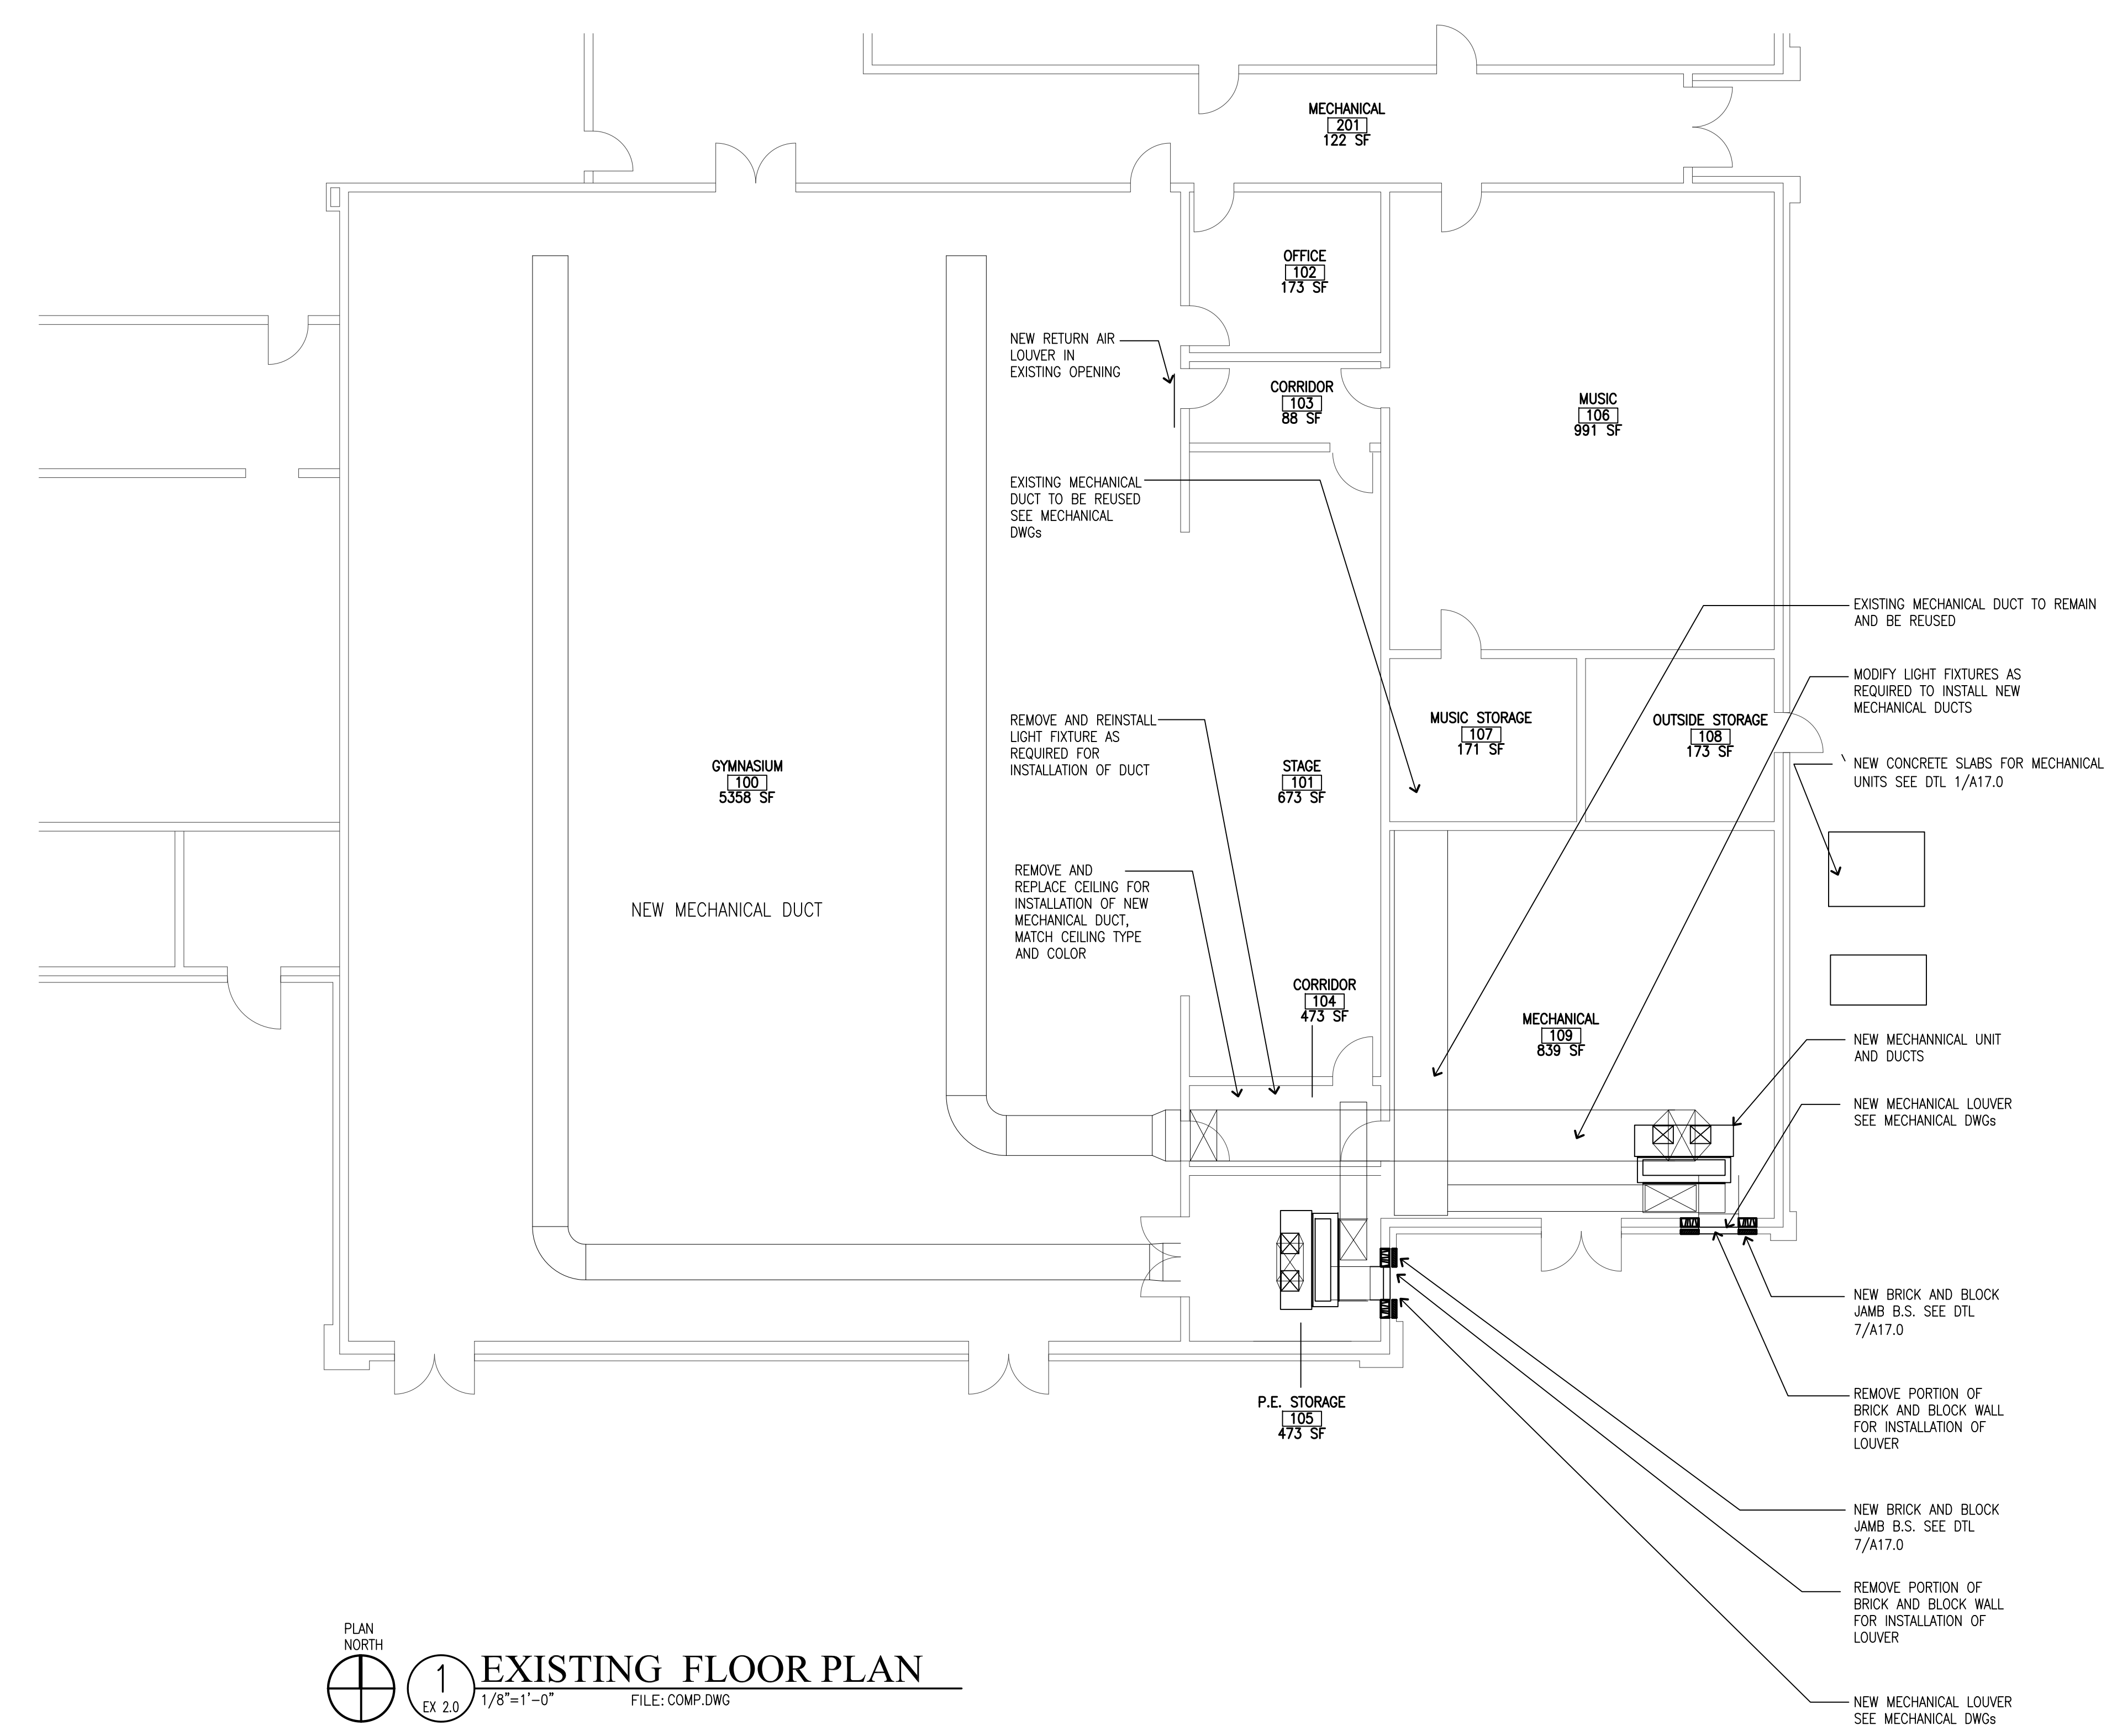 MECHANICAL
201
122 SF
OFFICE
102
173 SF
NEW RETURN AIR
LOUVER IN
EXISTING OPENING
CORRIDOR
103
88 SF
MUSIC
106
991 SF
EXISTING MECHANICAL
DUCT TO BE REUSED
SEE MECHANICAL
DWGs
EXISTING MECHANICAL DUCT TO REMAIN
AND BE REUSED
MODIFY LIGHT FIXTURES AS
REQUIRED TO INSTALL NEW
MECHANICAL DUCTS
REMOVE AND REINSTALL
LIGHT FIXTURE AS
REQUIRED FOR
INSTALLATION OF DUCT
MUSIC STORAGE
107
171 SF
OUTSIDE STORAGE
108
173 SF
GYMNASIUM
100
5358 SF
STAGE
101
673 SF
NEW CONCRETE SLABS FOR MECHANICAL
UNITS SEE DTL 1/A17.0
REMOVE AND
REPLACE CEILING FOR
INSTALLATION OF NEW
MECHANICAL DUCT,
MATCH CEILING TYPE
AND COLOR
NEW MECHANICAL DUCT
CORRIDOR
104
473 SF
MECHANICAL
109
839 SF
NEW MECHANNICAL UNIT
AND DUCTS
NEW MECHANICAL LOUVER
SEE MECHANICAL DWGs
NEW BRICK AND BLOCK
JAMB B.S. SEE DTL
7/A17.0
P.E. STORAGE
105
473 SF
REMOVE PORTION OF
BRICK AND BLOCK WALL
FOR INSTALLATION OF
LOUVER
NEW BRICK AND BLOCK
JAMB B.S. SEE DTL
7/A17.0
REMOVE PORTION OF
BRICK AND BLOCK WALL
FOR INSTALLATION OF
LOUVER
NEW MECHANICAL LOUVER
SEE MECHANICAL DWGs
PLAN
NORTH
1
EX 2.0
EXISTING FLOOR PLAN
1/8"=1'-0"
FILE: COMP.DWG